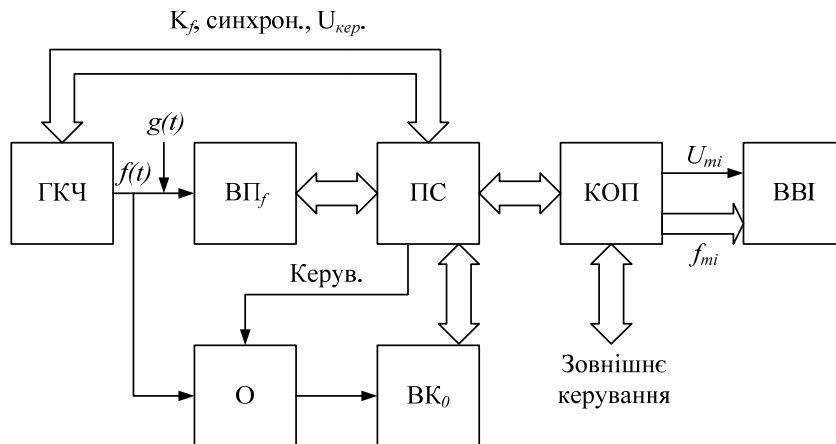 K_f, синхрон., U_кер.
g(t)
ГКЧ
f(t)
ВП_f
ПС
КОП
U_mi
ВВІ
f_mi
Керув.
О
ВК_0
Зовнішнє
керування